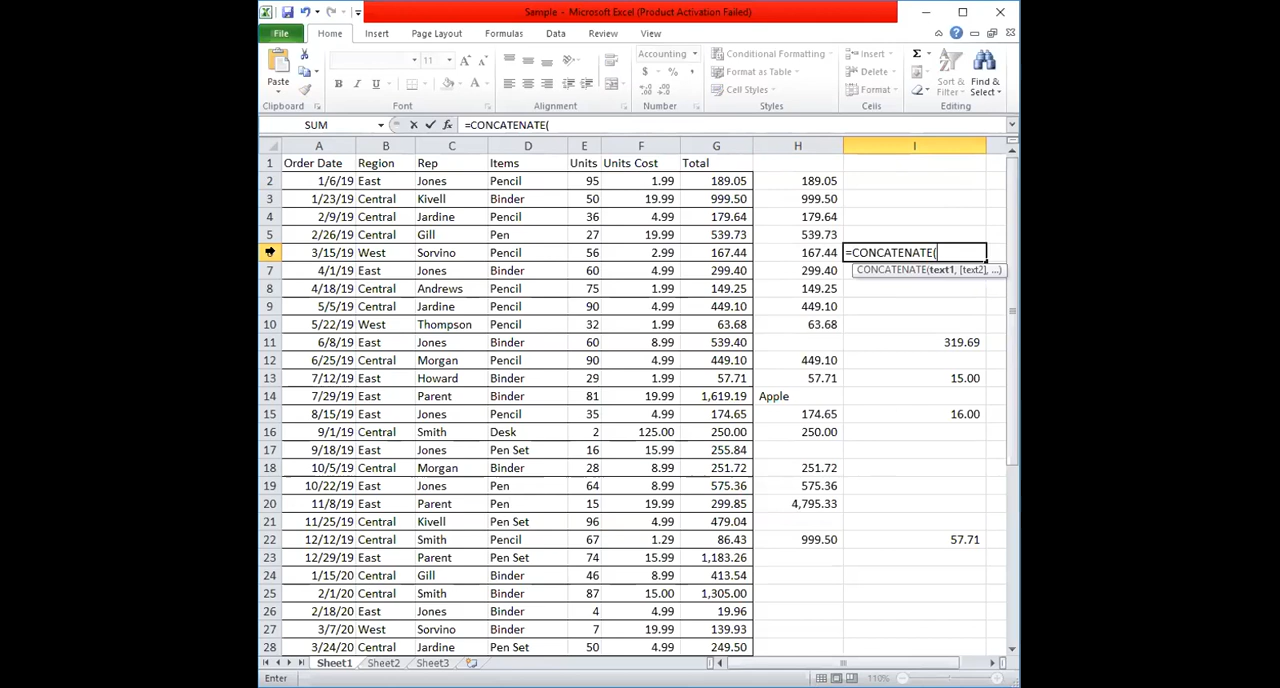 Sample - Microsoft Excel (Product Activation Failed)
File Home Insert Page Layout Formulas Data Review View
Paste 11 Accounting Conditional Formatting Insert
$ % , Format as Table Delete Sort & Find &
B I U A Cell Styles Format Filter Select
Clipboard Font Alignment Number Styles Cells Editing
SUM fx =CONCATENATE(
A B C D E F G H I
1 Order Date Region Rep Items Units Units Cost Total
2 1/6/19 East Jones Pencil 95 1.99 189.05 189.05
3 1/23/19 Central Kivell Binder 50 19.99 999.50 999.50
4 2/9/19 Central Jardine Pencil 36 4.99 179.64 179.64
5 2/26/19 Central Gill Pen 27 19.99 539.73 539.73
3/15/19 West Sorvino Pencil 56 2.99 167.44 167.44 =CONCATENATE(
7 4/1/19 East Jones Binder 60 4.99 299.40 299.40 CONCATENATE(text1, [text2], ...)
8 4/18/19 Central Andrews Pencil 75 1.99 149.25 149.25
9 5/5/19 Central Jardine Pencil 90 4.99 449.10 449.10
10 5/22/19 West Thompson Pencil 32 1.99 63.68 63.68
11 6/8/19 East Jones Binder 60 8.99 539.40 319.69
12 6/25/19 Central Morgan Pencil 90 4.99 449.10 449.10
13 7/12/19 East Howard Binder 29 1.99 57.71 57.71 15.00
14 7/29/19 East Parent Binder 81 19.99 1,619.19 Apple
15 8/15/19 East Jones Pencil 35 4.99 174.65 174.65 16.00
16 9/1/19 Central Smith Desk 2 125.00 250.00 250.00
17 9/18/19 East Jones Pen Set 16 15.99 255.84
18 10/5/19 Central Morgan Binder 28 8.99 251.72 251.72
19 10/22/19 East Jones Pen 64 8.99 575.36 575.36
20 11/8/19 East Parent Pen 15 19.99 299.85 4,795.33
21 11/25/19 Central Kivell Pen Set 96 4.99 479.04
22 12/12/19 Central Smith Pencil 67 1.29 86.43 999.50 57.71
23 12/29/19 East Parent Pen Set 74 15.99 1,183.26
24 1/15/20 Central Gill Binder 46 8.99 413.54
25 2/1/20 Central Smith Binder 87 15.00 1,305.00
26 2/18/20 East Jones Binder 4 4.99 19.96
27 3/7/20 West Sorvino Binder 7 19.99 139.93
28 3/24/20 Central Jardine Pen Set 50 4.99 249.50
Sheet1 Sheet2 Sheet3
Enter 110%